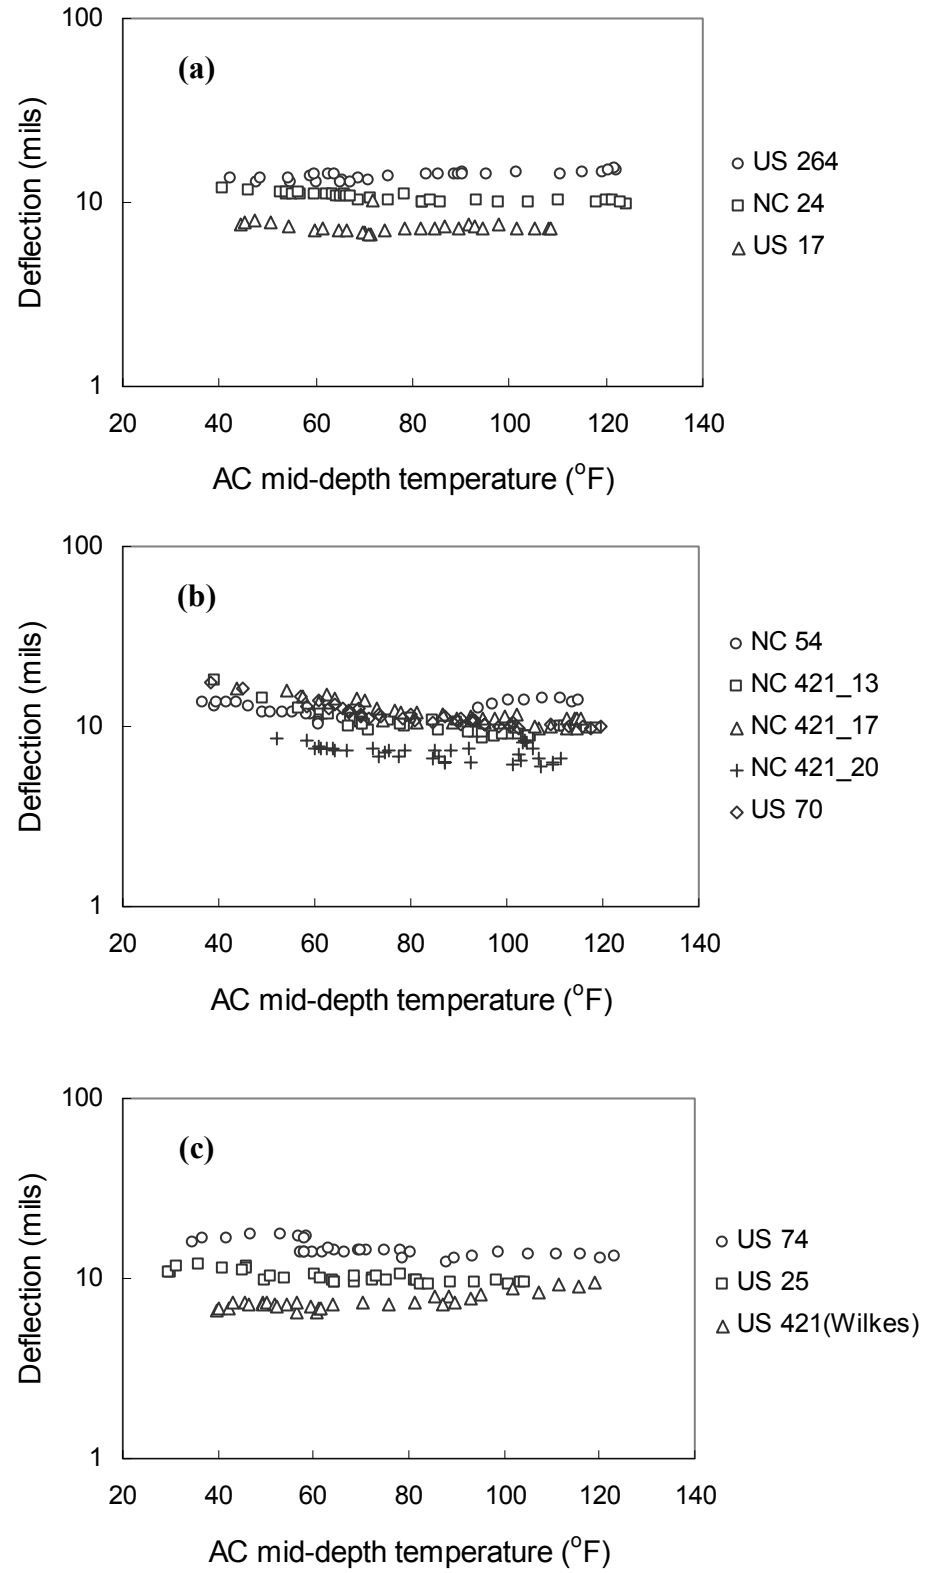 100
(a)
10
1
20 40 60 80 100 120 140
Deflection (mils)
AC mid-depth temperature (°F)
US 264
NC 24
US 17
100
(b)
10
1
20 40 60 80 100 120 140
Deflection (mils)
AC mid-depth temperature (°F)
NC 54
NC 421_13
NC 421_17
NC 421_20
US 70
100
(c)
10
1
20 40 60 80 100 120 140
Deflection (mils)
AC mid-depth temperature (°F)
US 74
US 25
US 421(Wilkes)